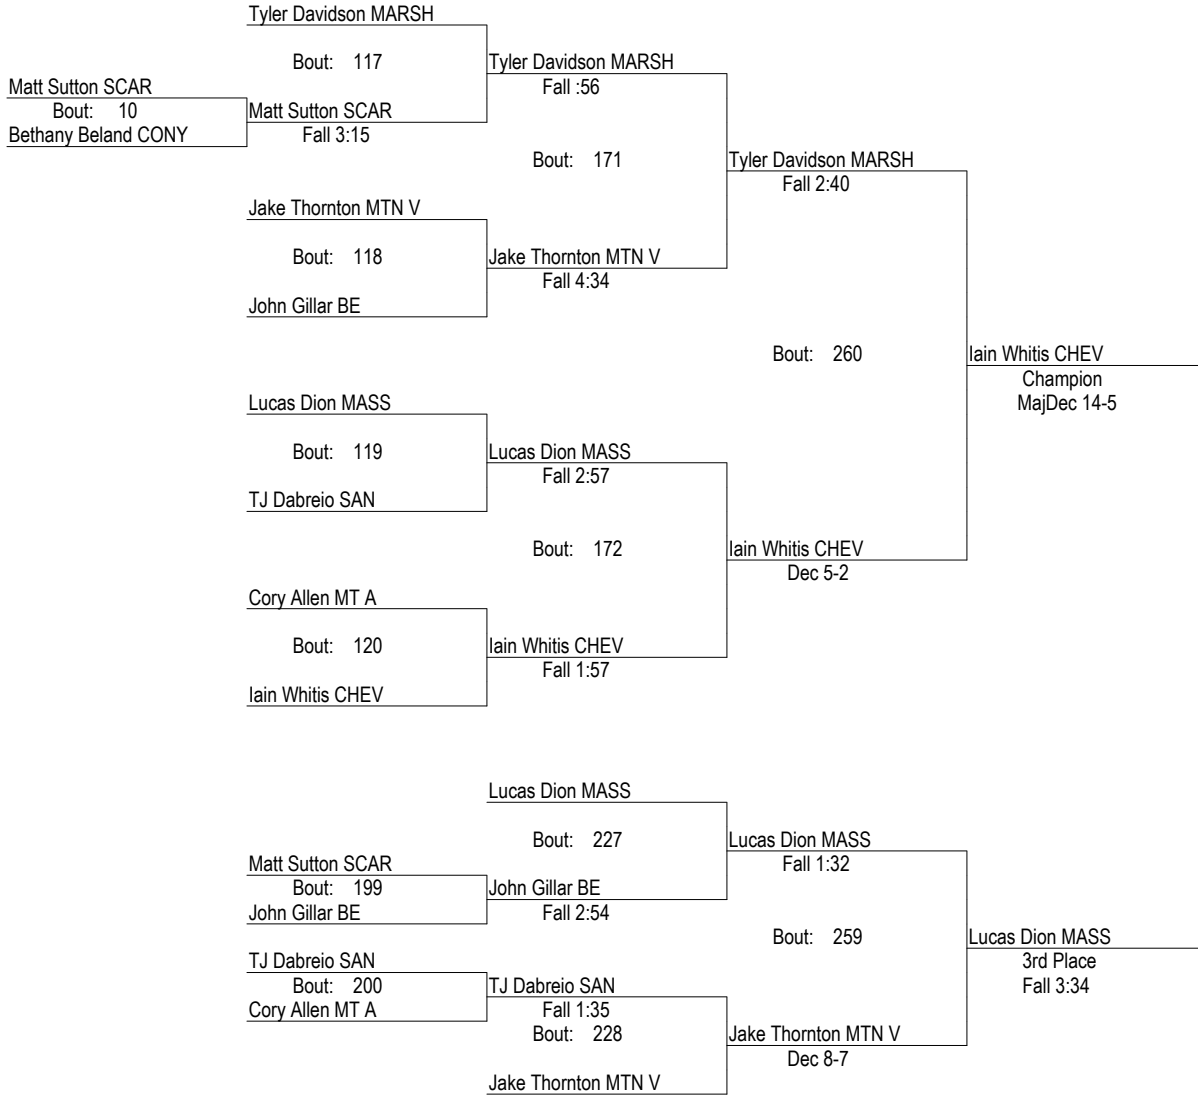 Tyler Davidson MARSH
Bout: 117
Tyler Davidson MARSH
Fall :56
Matt Sutton SCAR
Bout: 10
Bethany Beland CONY
Matt Sutton SCAR
Fall 3:15
Bout: 171
Tyler Davidson MARSH
Fall 2:40
Jake Thornton MTN V
Bout: 118
Jake Thornton MTN V
Fall 4:34
John Gillar BE
Bout: 260
Iain Whitis CHEV
Champion
MajDec 14-5
Lucas Dion MASS
Bout: 119
Lucas Dion MASS
Fall 2:57
TJ Dabreio SAN
Bout: 172
Iain Whitis CHEV
Dec 5-2
Cory Allen MT A
Bout: 120
Iain Whitis CHEV
Fall 1:57
Iain Whitis CHEV
Lucas Dion MASS
Bout: 227
Lucas Dion MASS
Fall 1:32
Matt Sutton SCAR
Bout: 199
John Gillar BE
John Gillar BE
Fall 2:54
Bout: 259
Lucas Dion MASS
3rd Place
Fall 3:34
TJ Dabreio SAN
Bout: 200
Cory Allen MT A
TJ Dabreio SAN
Fall 1:35
Bout: 228
Jake Thornton MTN V
Dec 8-7
Jake Thornton MTN V